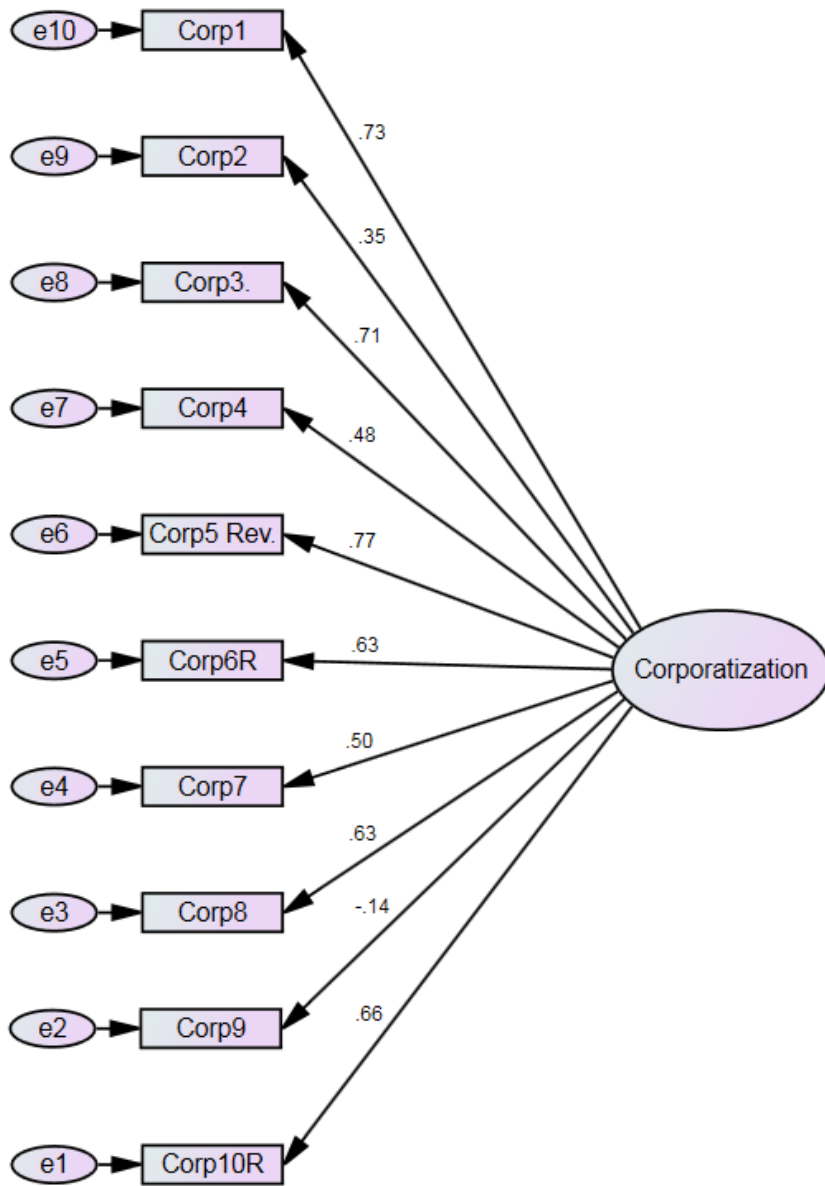 e10 Corp1
.73
e9 Corp2
.35
e8 Corp3.
.71
e7 Corp4
.48
e6 Corp5 Rev.
.77
e5 Corp6R
.63
Corporatization
e4 Corp7
.50
e3 Corp8
.63
e2 Corp9
-.14
e1 Corp10R
.66